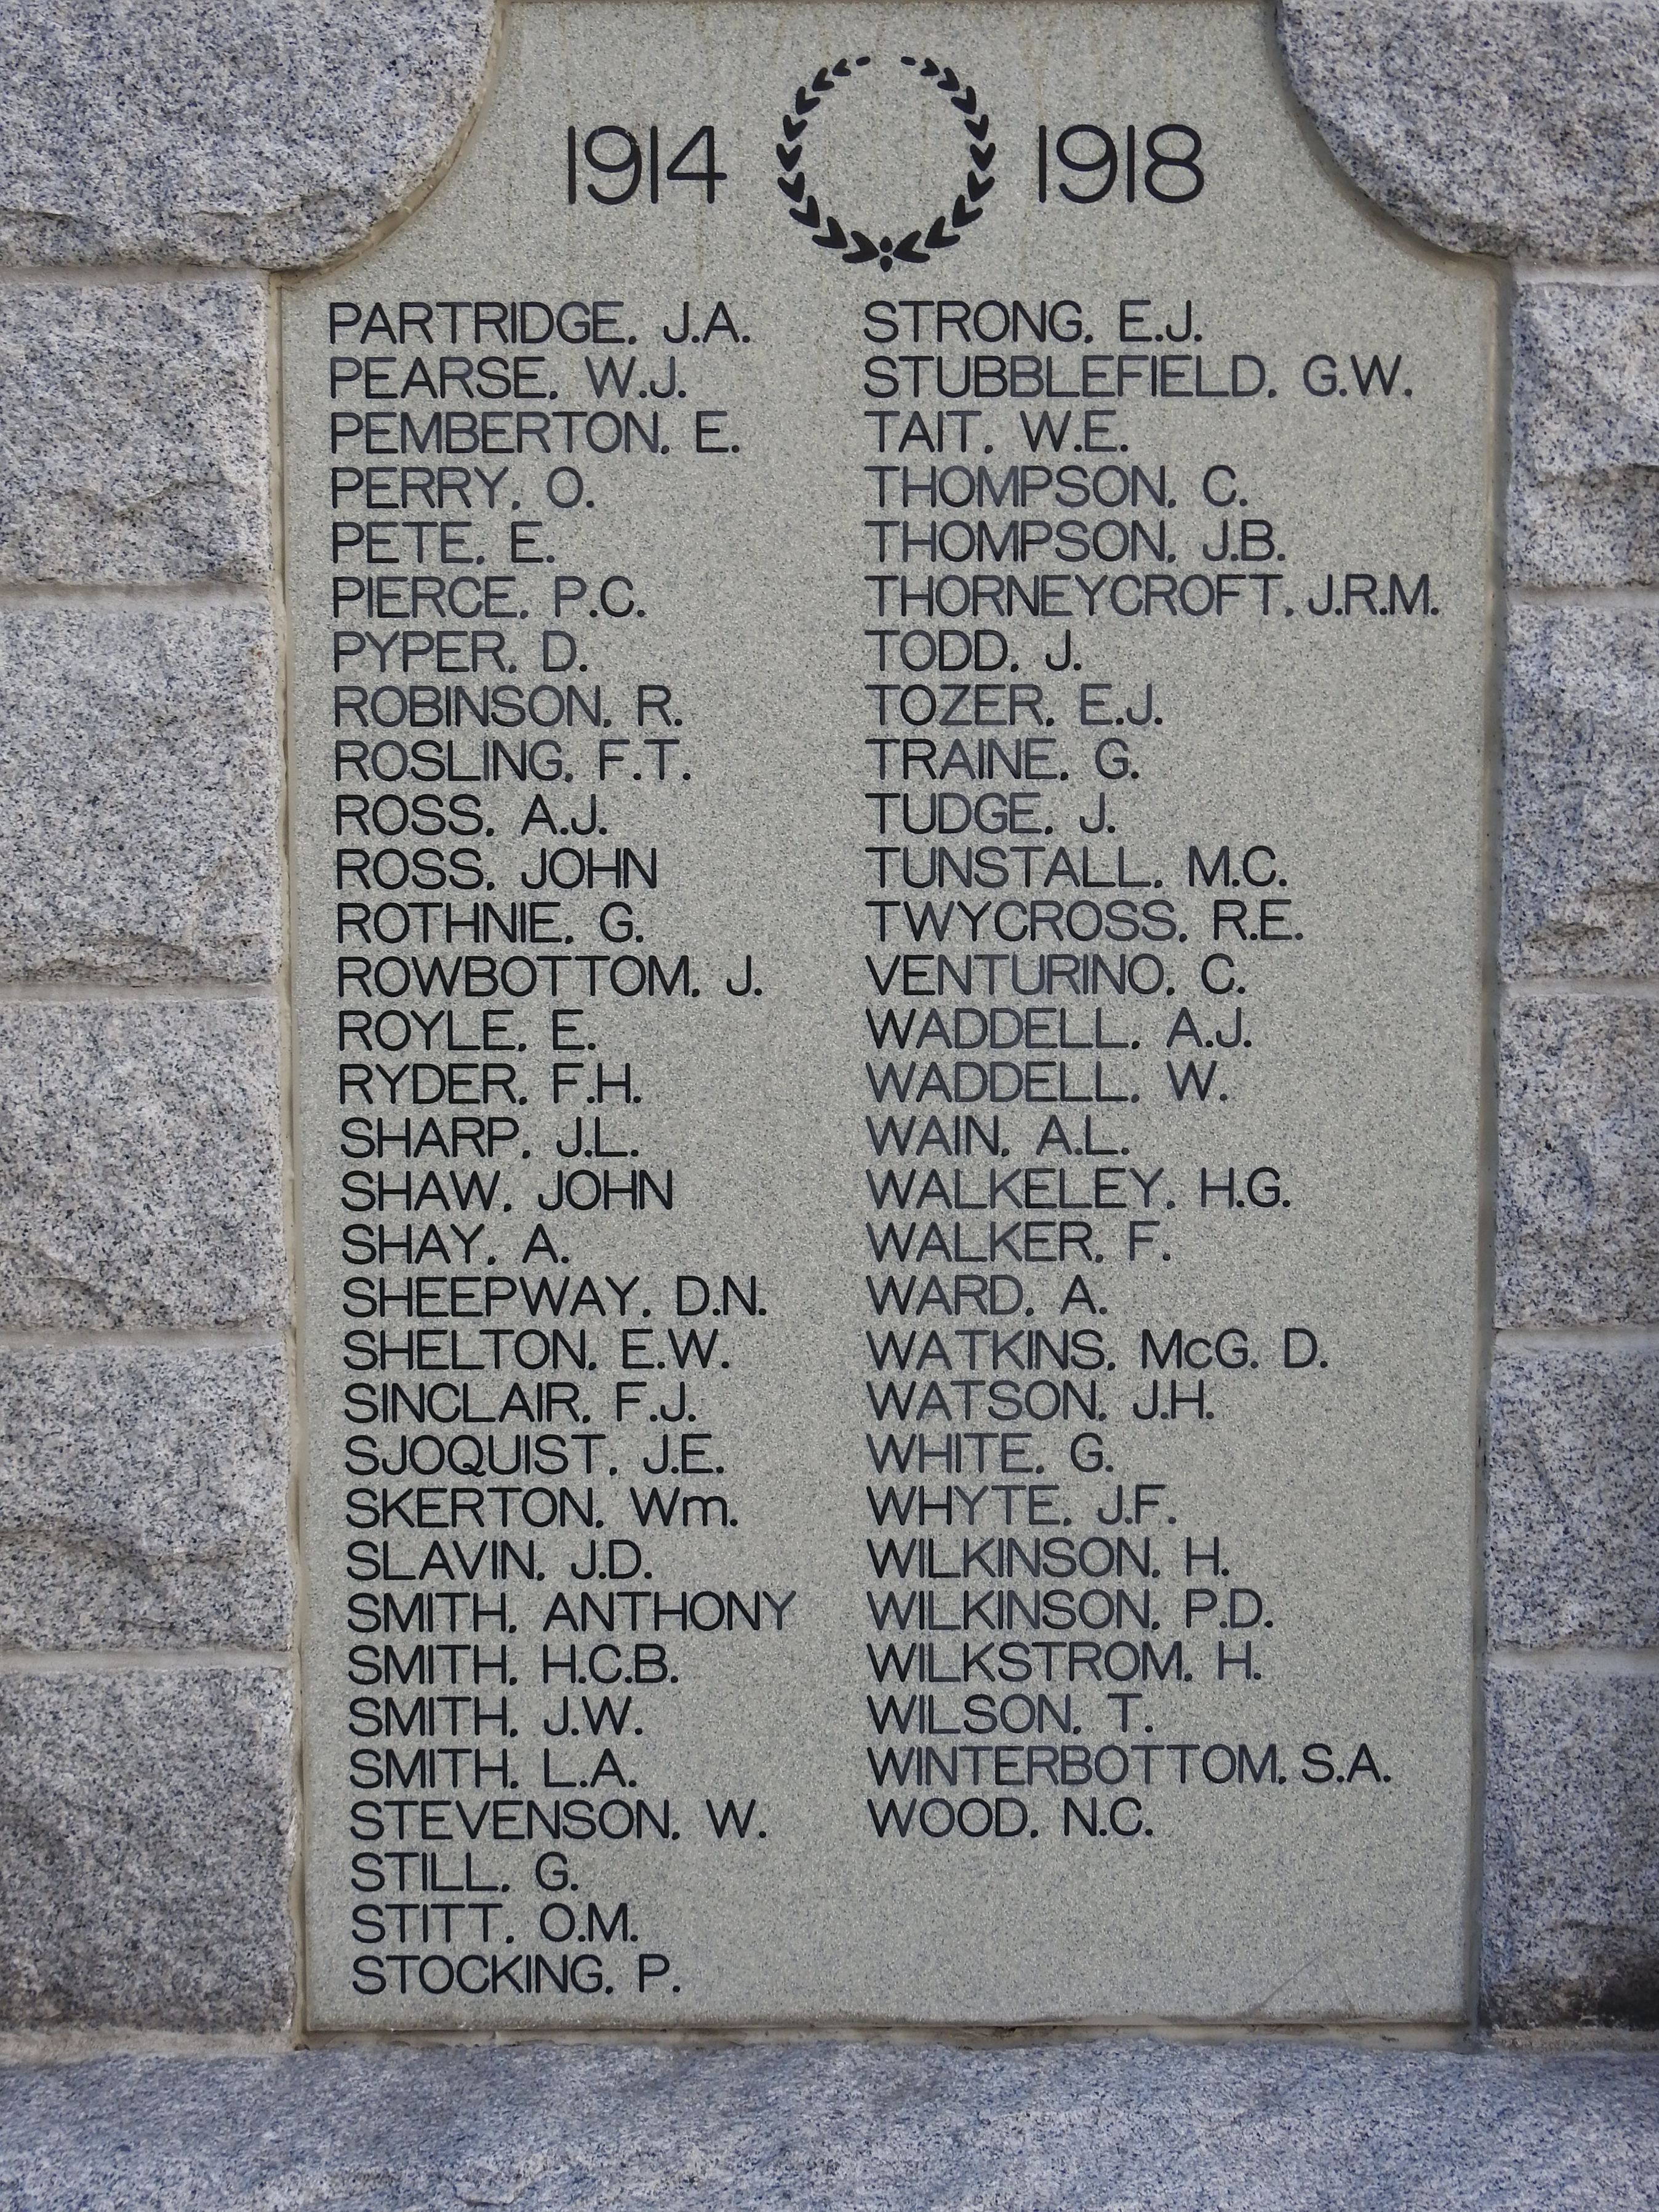 1914 1918
PARTRIDGE, J.A.
PEARSE, W.J.
PEMBERTON, E.
PERRY, O.
PETE, E.
PIERCE, P.C.
PYPER, D.
ROBINSON, R.
ROSLING, F.T.
ROSS, A.J.
ROSS, JOHN
ROTHNIE, G.
ROWBOTTOM, J.
ROYLE, E.
RYDER, F.H.
SHARP, J.L.
SHAW, JOHN
SHAY, A.
SHEEPWAY, D.N.
SHELTON, E.W.
SINCLAIR, F.J.
SJOQUIST, J.E.
SKERTON, Wm.
SLAVIN, J.D.
SMITH, ANTHONY
SMITH, H.C.B.
SMITH, J.W.
SMITH, L.A.
STEVENSON, W.
STILL, G.
STITT, O.M.
STOCKING, P.
STRONG, E.J.
STUBBLEFIELD, G.W.
TAIT, W.E.
THOMPSON, C.
THOMPSON, J.B.
THORNEYCROFT, J.R.M.
TODD, J.
TOZER, E.J.
TRAINE, G.
TUDGE, J.
TUNSTALL, M.C.
TWYCROSS, R.E.
VENTURINO, C.
WADDELL, A.J.
WADDELL, W.
WAIN, A.L.
WALKELEY, H.G.
WALKER, F.
WARD, A.
WATKINS, McG. D.
WATSON, J.H.
WHITE, G.
WHYTE, J.F.
WILKINSON, H.
WILKINSON, P.D.
WILKSTROM, H.
WILSON, T.
WINTERBOTTOM, S.A.
WOOD, N.C.